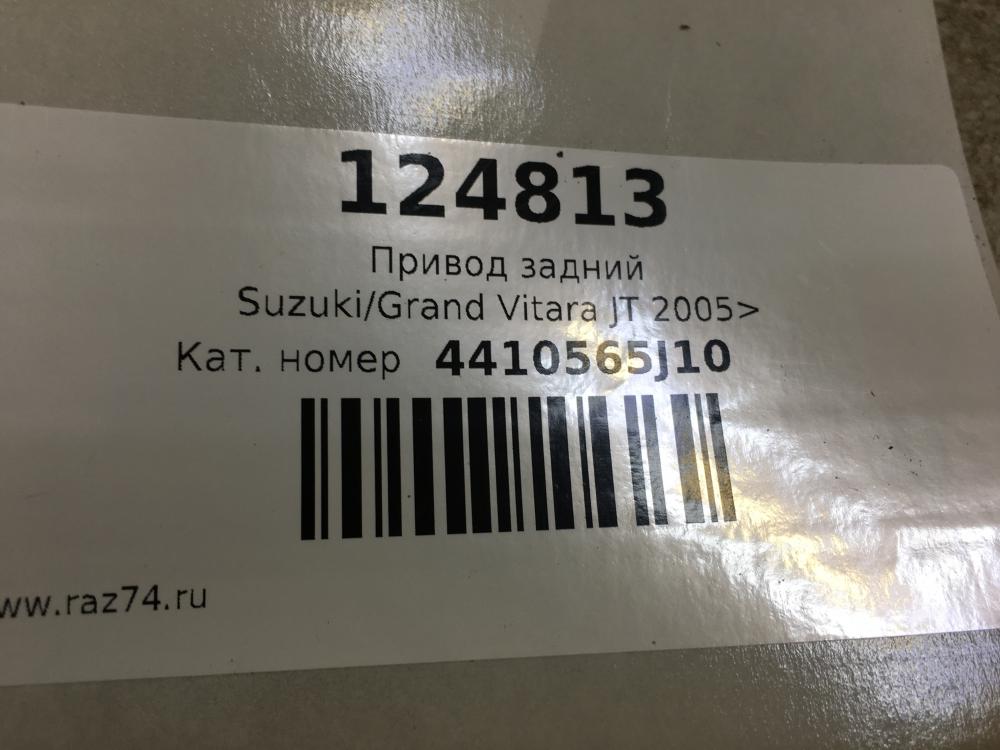 124813
Привод задний
Suzuki/Grand Vitara JT 2005>
Кат. номер 4410565J10
ww.raz74.ru